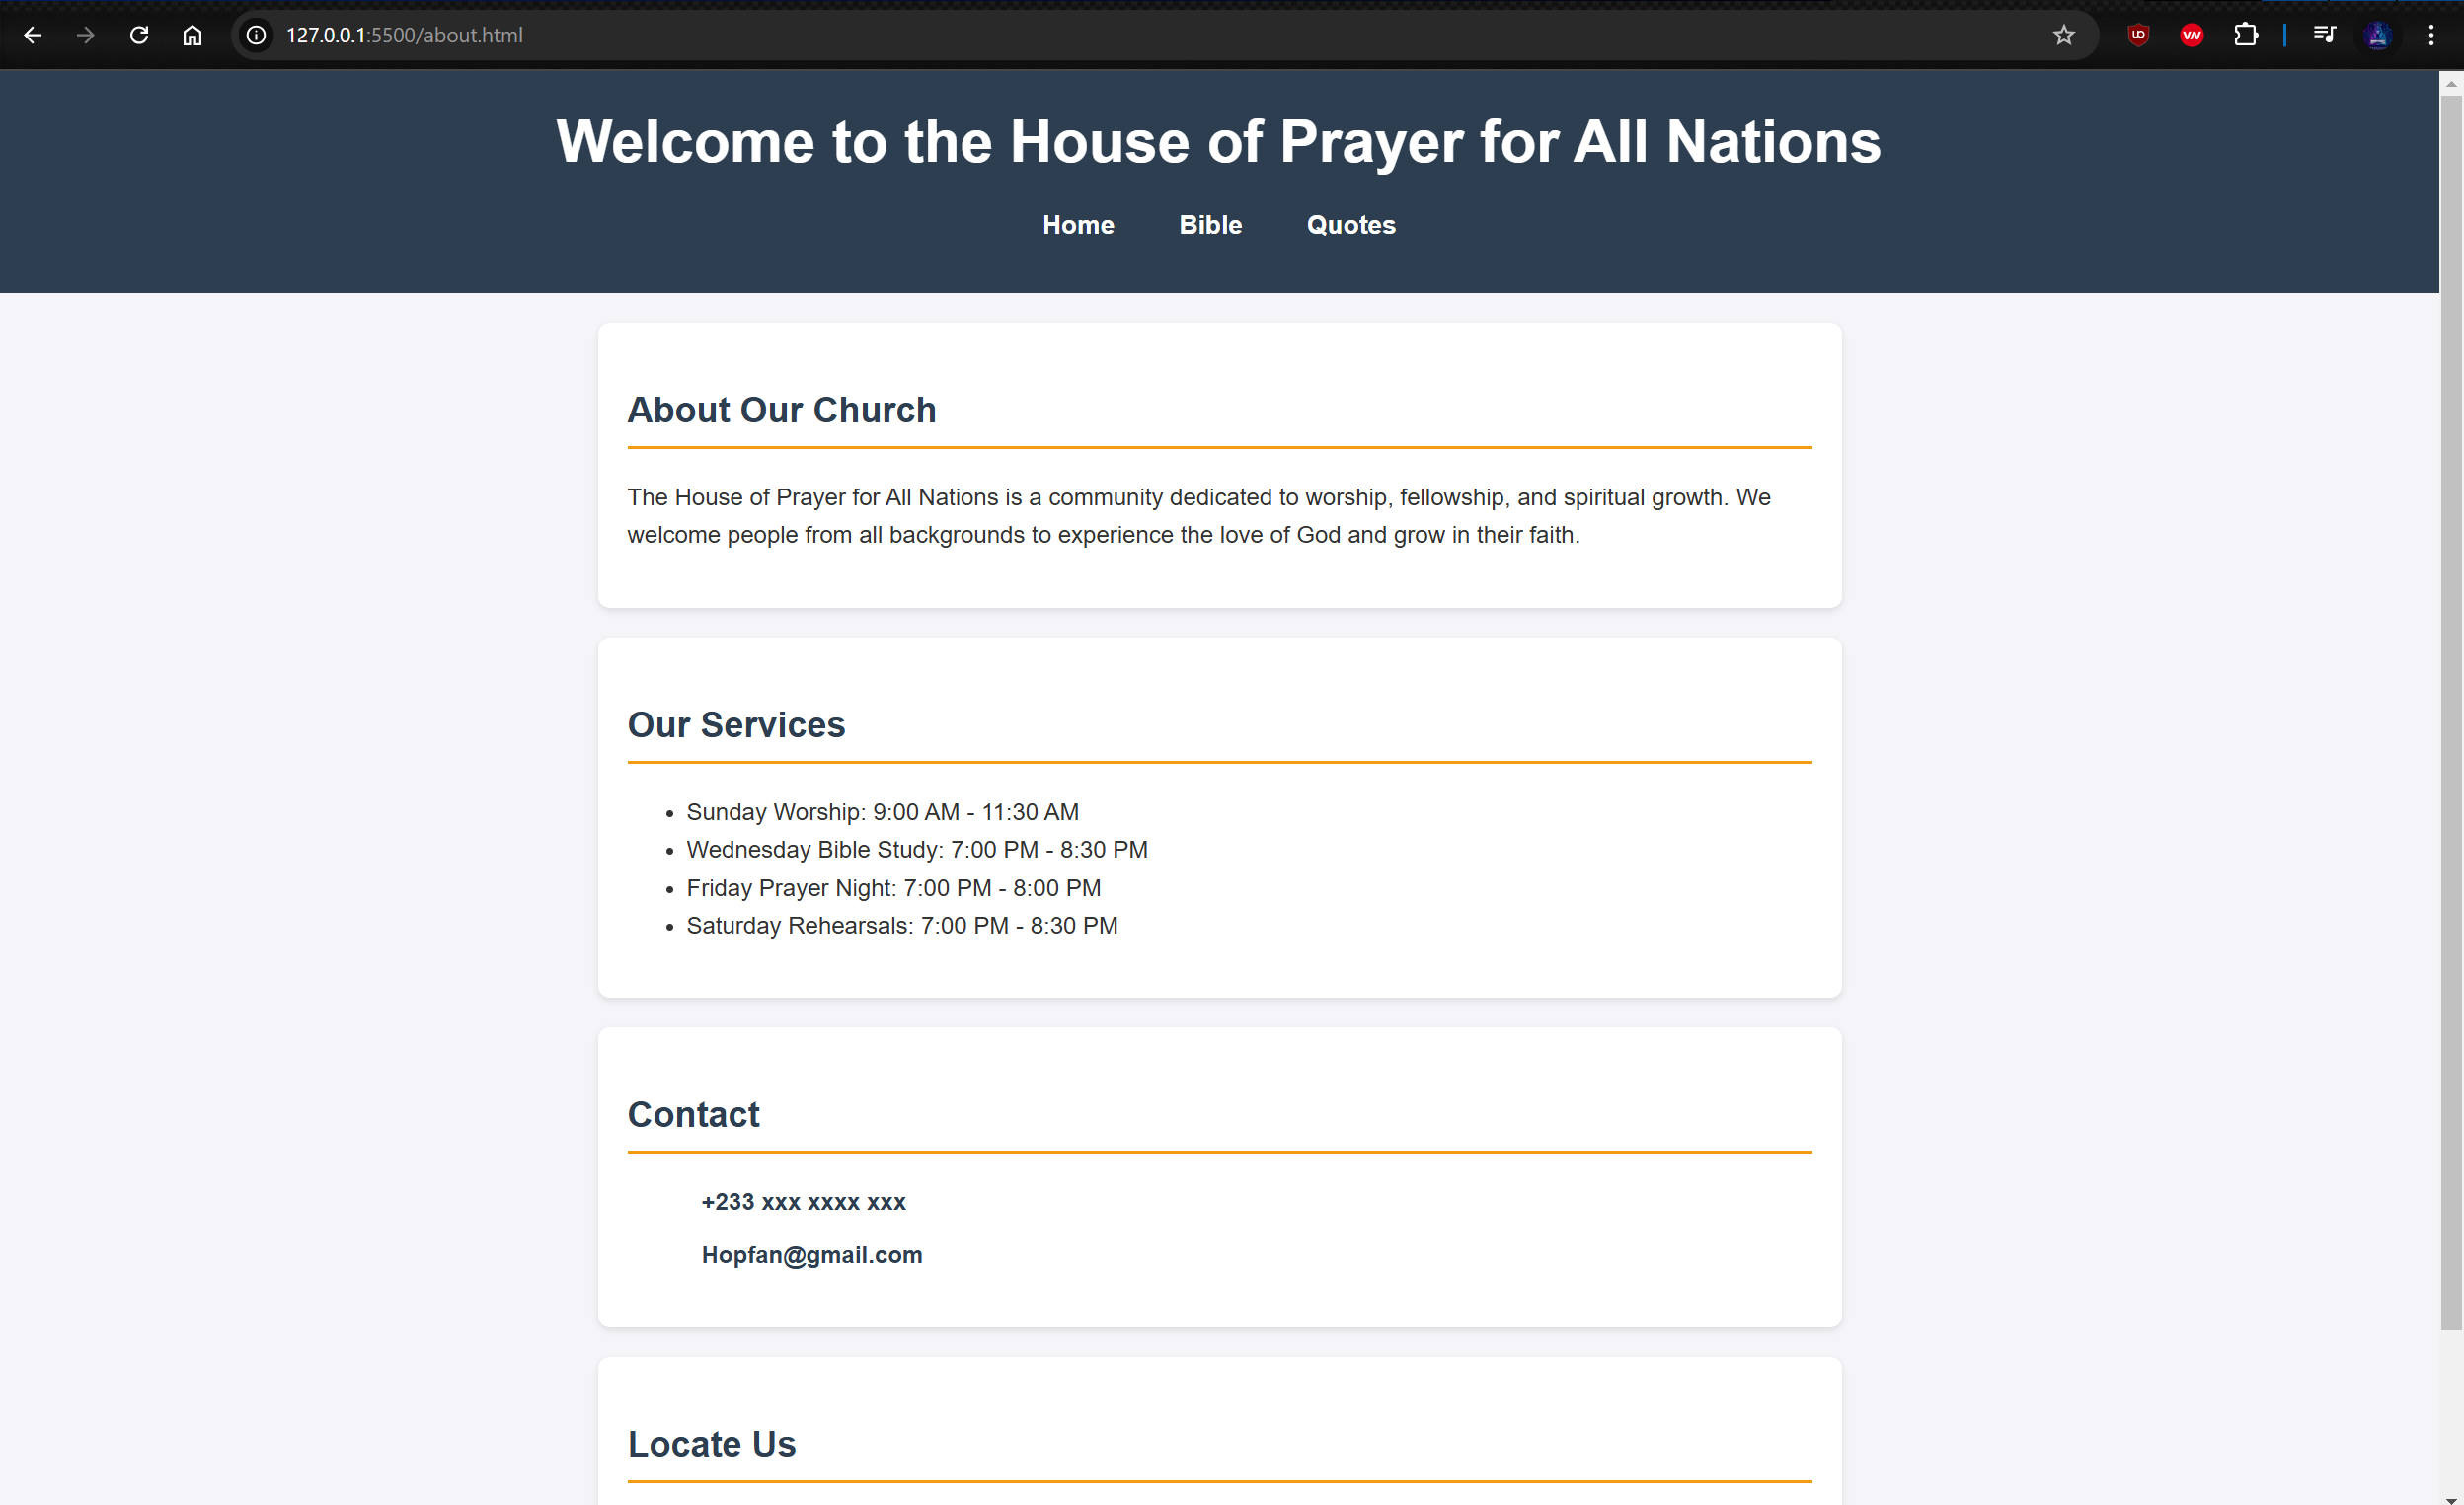 127.0.0.1:5500/about.html
Welcome to the House of Prayer for All Nations
Home Bible Quotes
About Our Church
The House of Prayer for All Nations is a community dedicated to worship, fellowship, and spiritual growth. We
welcome people from all backgrounds to experience the love of God and grow in their faith.
Our Services
• Sunday Worship: 9:00 AM - 11:30 AM
• Wednesday Bible Study: 7:00 PM - 8:30 PM
• Friday Prayer Night: 7:00 PM - 8:00 PM
• Saturday Rehearsals: 7:00 PM - 8:30 PM
Contact
+233 xxx xxxx xxx
Hopfan@gmail.com
Locate Us